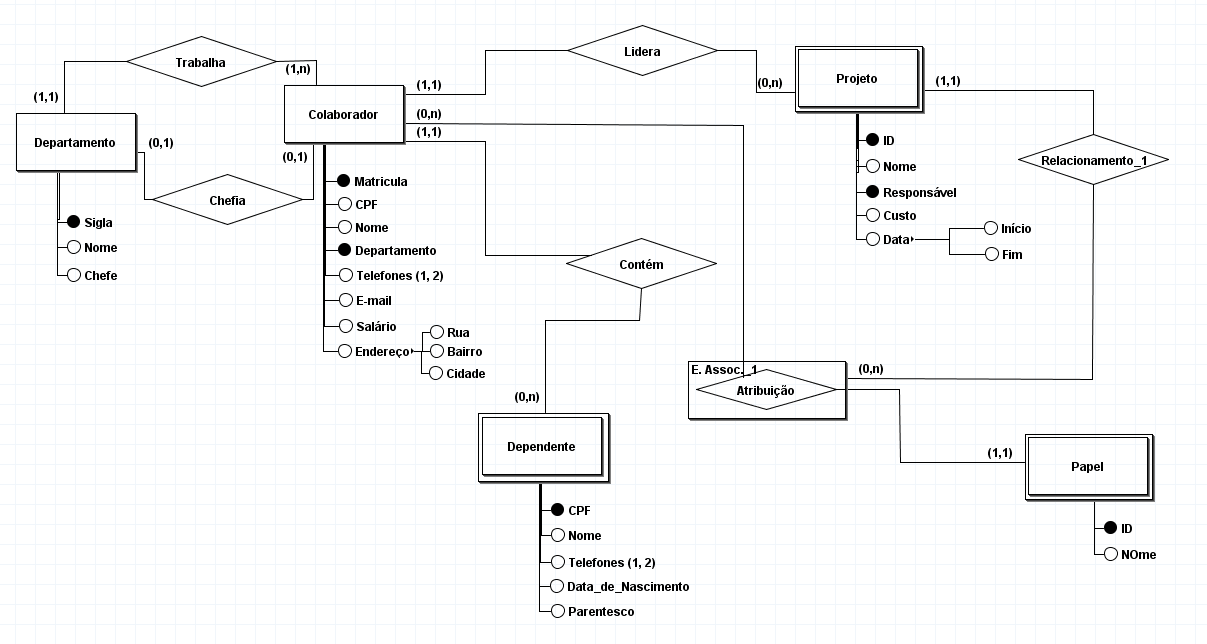 Trabalha
(1,n)
(1,1)
Departamento
(0,1)
Colaborador
(0,1)
Chefia
Sigla
Nome
Chefe
Matricula
CPF
Nome
Departamento
Telefones (1, 2)
E-mail
Salário
Endereço
Rua
Bairro
Cidade
(1,1)
(0,n)
(1,1)
Lidera
(0,n)
Projeto
(1,1)
ID
Nome
Responsável
Custo
Data
Início
Fim
Relacionamento_1
Contém
(0,n)
Dependente
CPF
Nome
Telefones (1, 2)
Data_de_Nascimento
Parentesco
E. Assoc._1
Atribuição
(0,n)
(1,1)
Papel
ID
NOme